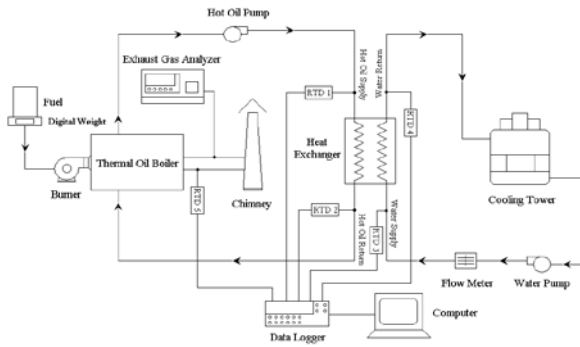 Hot Oil Pump
Exhaust Gas Analyzer
Fuel
Digital Weight
Burner
Thermal Oil Boiler
RTD 5
Chimney
RTD 1
Hot Oil Supply
Water Return
RTD 4
Heat
Exchanger
RTD 2
Hot Oil Return
RTD 3
Water Supply
Cooling Tower
Flow Meter
Water Pump
Data Logger
Computer